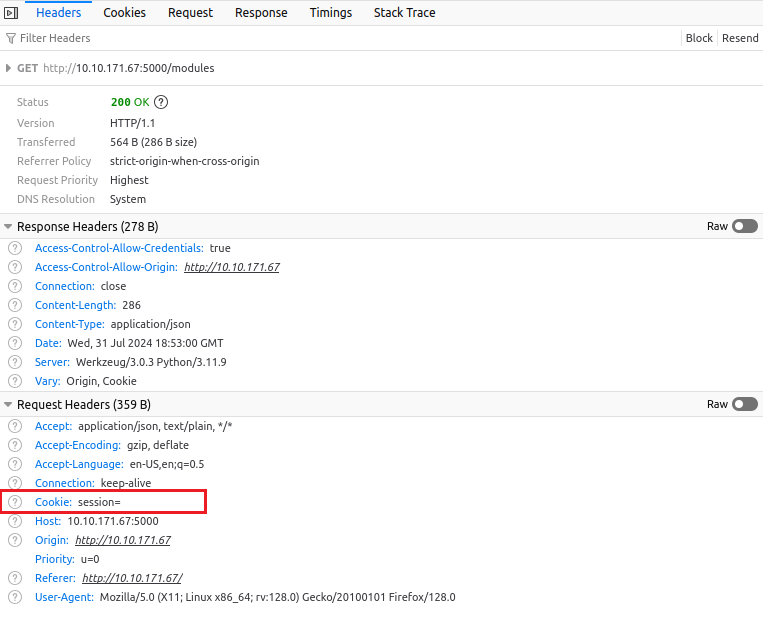 Headers Cookies Request Response Timings Stack Trace
Filter Headers Block Resend
GET http://10.10.171.67:5000/modules
Status 200 OK ?
Version HTTP/1.1
Transferred 564 B (286 B size)
Referrer Policy strict-origin-when-cross-origin
Request Priority Highest
DNS Resolution System
Response Headers (278 B) Raw
? Access-Control-Allow-Credentials: true
? Access-Control-Allow-Origin: http://10.10.171.67
? Connection: close
? Content-Length: 286
? Content-Type: application/json
? Date: Wed, 31 Jul 2024 18:53:00 GMT
? Server: Werkzeug/3.0.3 Python/3.11.9
? Vary: Origin, Cookie
Request Headers (359 B) Raw
? Accept: application/json, text/plain, */*
? Accept-Encoding: gzip, deflate
? Accept-Language: en-US,en;q=0.5
? Connection: keep-alive
? Cookie: session=
? Host: 10.10.171.67:5000
? Origin: http://10.10.171.67
Priority: u=0
? Referer: http://10.10.171.67/
? User-Agent: Mozilla/5.0 (X11; Linux x86_64; rv:128.0) Gecko/20100101 Firefox/128.0